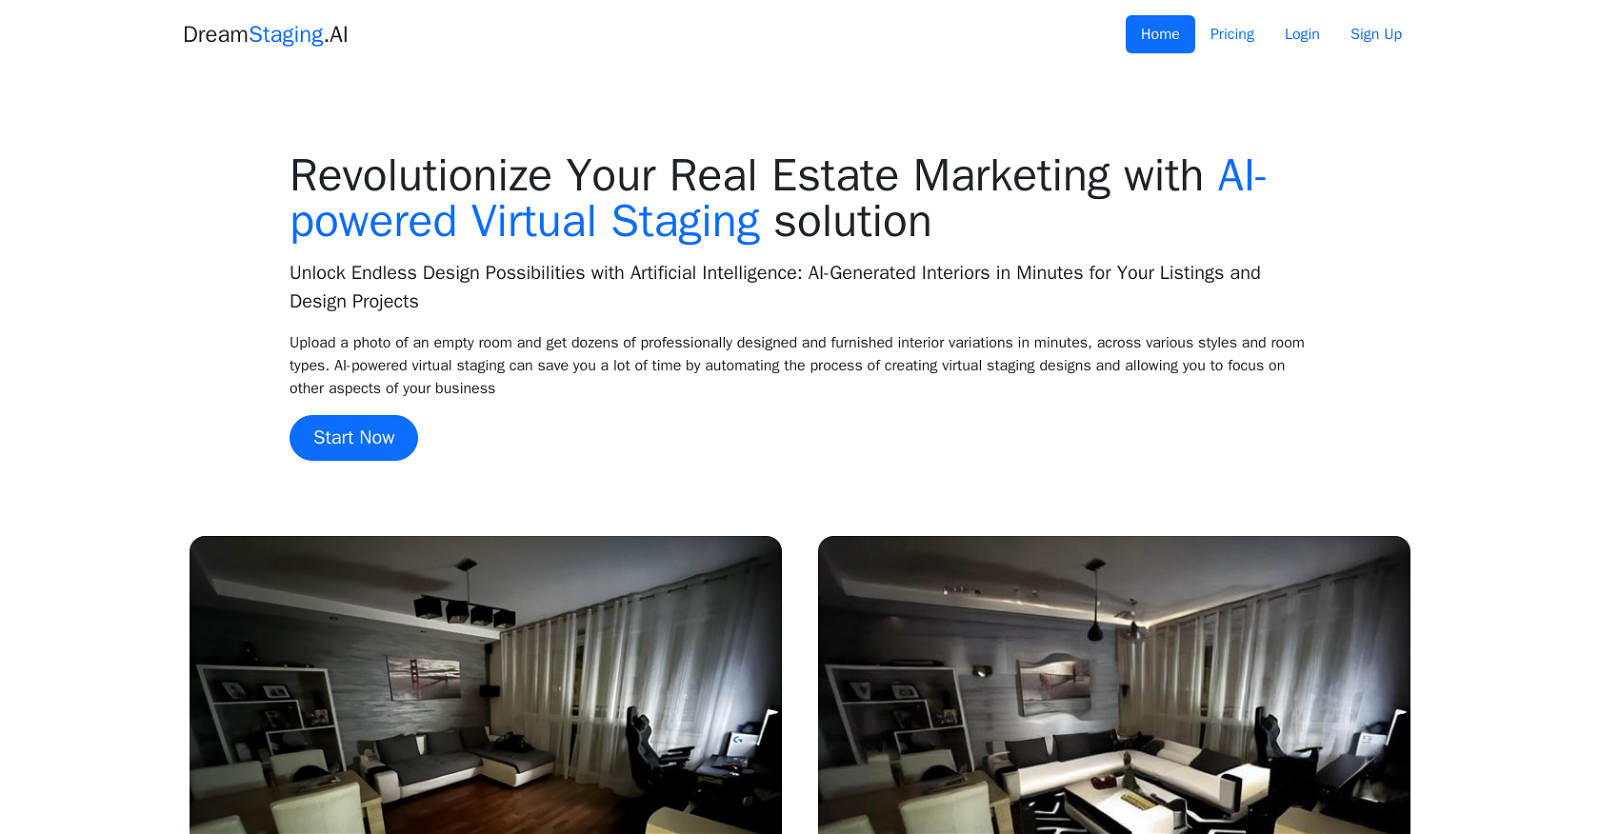 DreamStaging.AI
Home
Pricing
Login
Sign Up
Revolutionize Your Real Estate Marketing with AI-
powered Virtual Staging solution
Unlock Endless Design Possibilities with Artificial Intelligence: AI-Generated Interiors in Minutes for Your Listings and
Design Projects
Upload a photo of an empty room and get dozens of professionally designed and furnished interior variations in minutes, across various styles and room
types. AI-powered virtual staging can save you a lot of time by automating the process of creating virtual staging designs and allowing you to focus on
other aspects of your business
Start Now